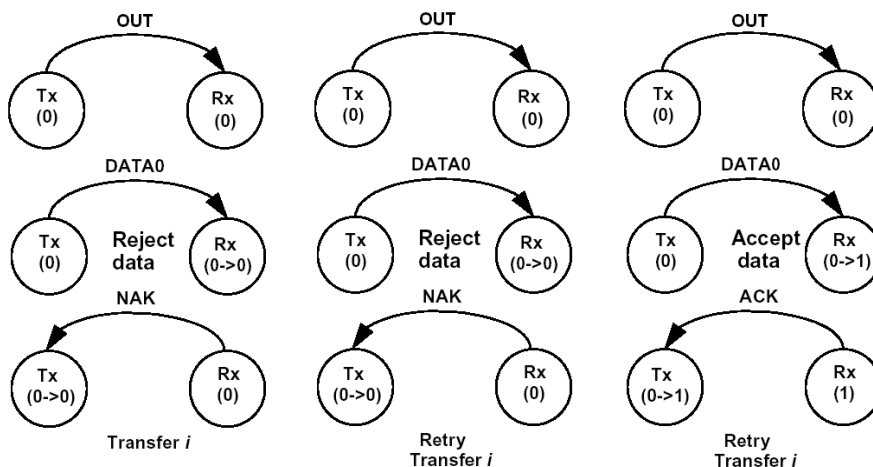 OUT
Tx
(0)
Rx
(0)
DATA0
Tx
(0)
Reject
data
Rx
(0->0)
NAK
Tx
(0->0)
Rx
(0)
Transfer i
OUT
Tx
(0)
Rx
(0)
DATA0
Tx
(0)
Reject
data
Rx
(0->0)
NAK
Tx
(0->0)
Rx
(0)
Retry
Transfer i
OUT
Tx
(0)
Rx
(0)
DATA0
Tx
(0)
Accept
data
Rx
(0->1)
ACK
Tx
(0->1)
Rx
(1)
Retry
Transfer i